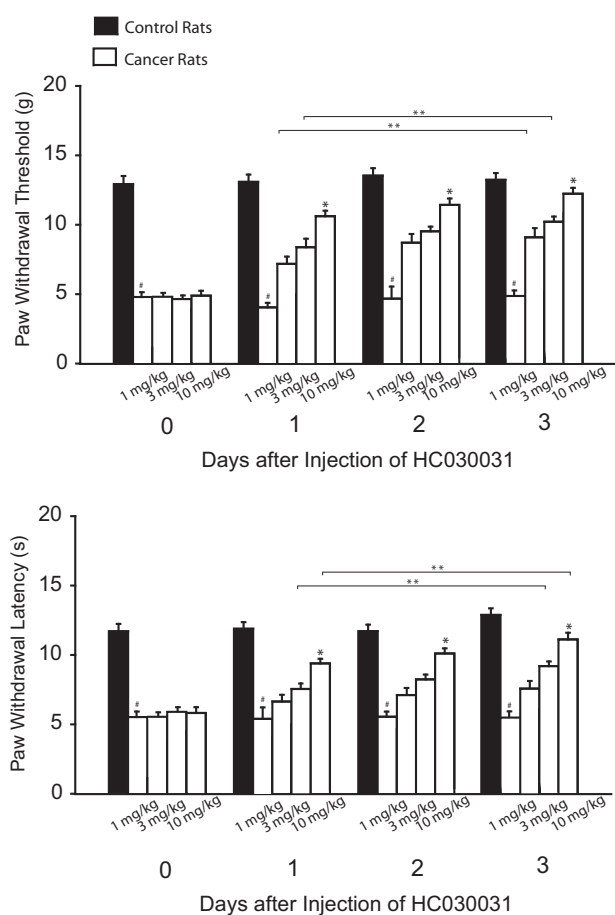 Control Rats
Cancer Rats
Paw Withdrawal Threshold (g)
20
15
10
5
0
**
**
* * *
# # # #
1 mg/kg 3 mg/kg 10 mg/kg 1 mg/kg 3 mg/kg 10 mg/kg 1 mg/kg 3 mg/kg 10 mg/kg 1 mg/kg 3 mg/kg 10 mg/kg
0 1 2 3
Days after Injection of HC030031
Paw Withdrawal Latency (s)
20
15
10
5
0
**
**
* * *
# # # #
1 mg/kg 3 mg/kg 10 mg/kg 1 mg/kg 3 mg/kg 10 mg/kg 1 mg/kg 3 mg/kg 10 mg/kg 1 mg/kg 3 mg/kg 10 mg/kg
0 1 2 3
Days after Injection of HC030031